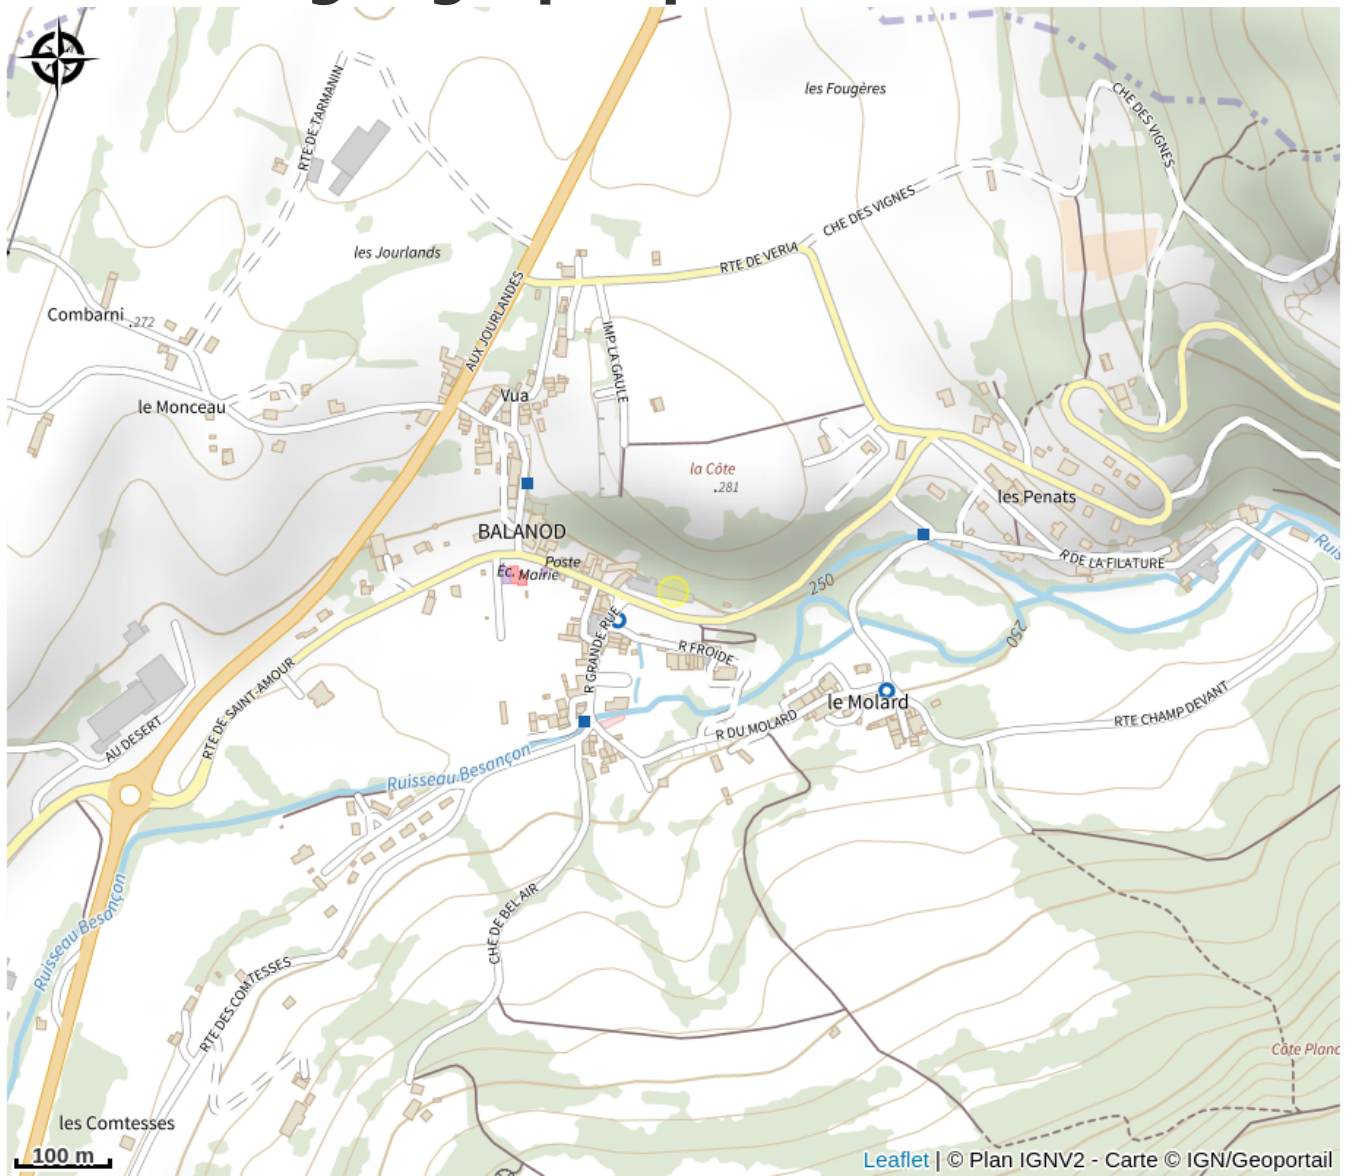 les Fougères
CHE DES VIGNES
RTE DE TARMANIN
CHE DES VIGNES
les Jourlands
RTE DE VERIA
Combarni
.272
AUX JOURLANDES
IMP LA GAULE
Vua
le Monceau
la Côte
.281
les Penats
BALANOD
Poste
Éc.
Mairie
R DE LA FILATURE
250
250
R GRANDE RUE
R FROIDE
RTE DE SAINT-AMOUR
le Molard
R DU MOLARD
RTE CHAMP DEVANT
AU DESERT
Ruisseau Besançon
Ruisseau Besançon
CHE DE BEL AIR
RTE DES COMTESSES
Côte Planc
les Comtesses
100 m
Leaflet | © Plan IGNV2 - Carte © IGN/Geoportail